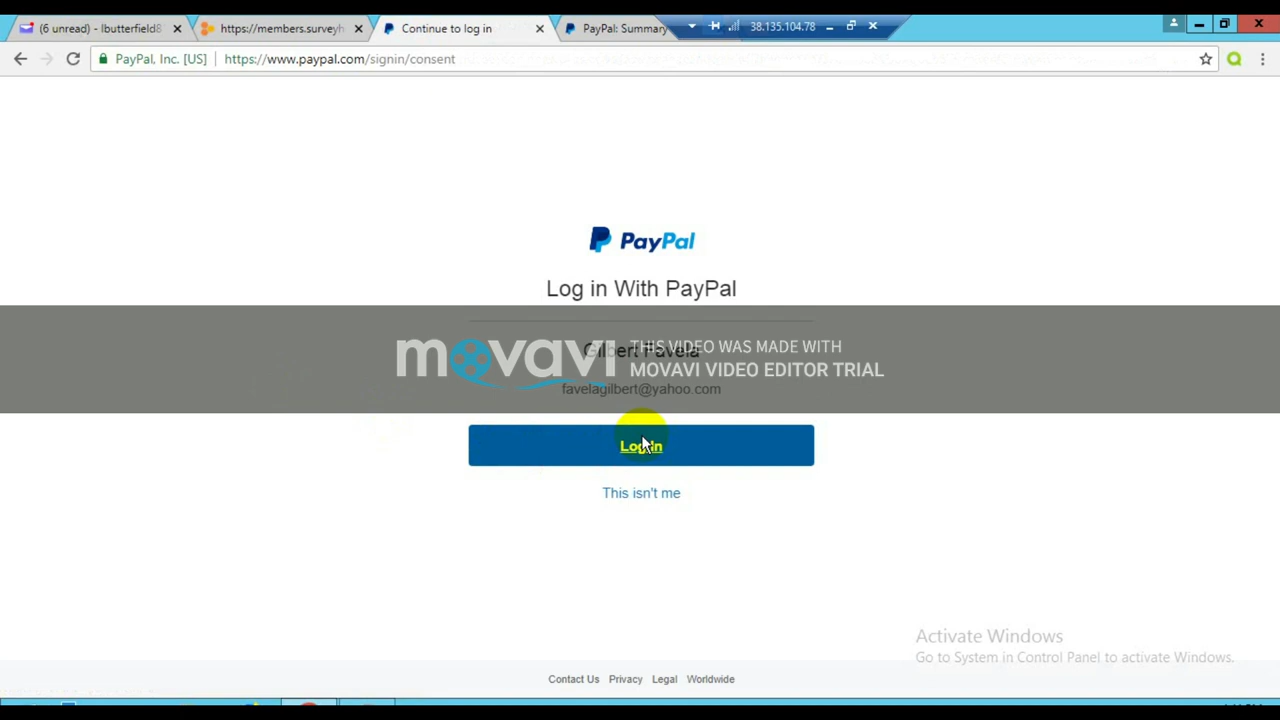 (6 unread) - lbutterfield8
https://members.surveyh
Continue to log in
PayPal: Summary
38.135.104.78
PayPal, Inc. [US]
https://www.paypal.com/signin/consent
PayPal
Log in With PayPal
Gilbert Favela
movavi
THIS VIDEO WAS MADE WITH
MOVAVI VIDEO EDITOR TRIAL
favelagilbert@yahoo.com
Log In
This isn't me
Activate Windows
Go to System in Control Panel to activate Windows.
Contact Us Privacy Legal Worldwide